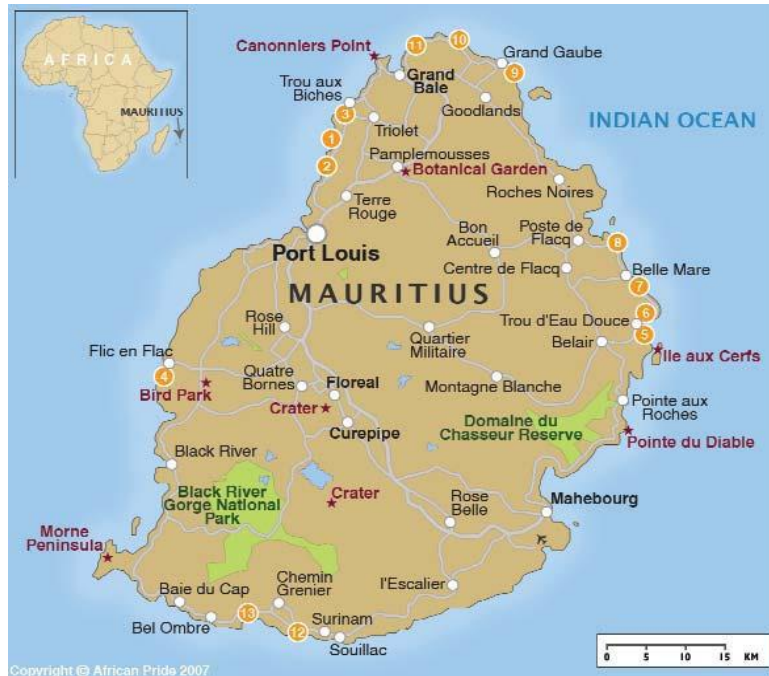 AFRICA
MAURITIUS
Canonniers Point
11
10
Grand Gaube
9
Grand
Baie
Trou aux
Biches
3
Goodlands
INDIAN OCEAN
1
Triolet
2
Pamplemousses
Botanical Garden
Roches Noires
Terre
Rouge
Port Louis
Bon
Accueil
Poste de
Flacq
8
Centre de Flacq
Belle Mare
7
MAURITIUS
6
Rose
Hill
Quartier
Militaire
Trou d'Eau Douce
5
Belair
Ile aux Cerfs
Flic en Flac
4
Bird Park
Quatre
Bornes
Floreal
Montagne Blanche
Crater
Curepipe
Domaine du
Chasseur Reserve
Pointe aux
Roches
Pointe du Diable
Black River
Black River
Gorge National
Park
Crater
Rose
Belle
Mahebourg
Morne
Peninsula
Baie du Cap
Chemin
Grenier
l'Escalier
Bel Ombre
13
12
Surinam
Souillac
0 5 10 15 KM
Copyright © African Pride 2007